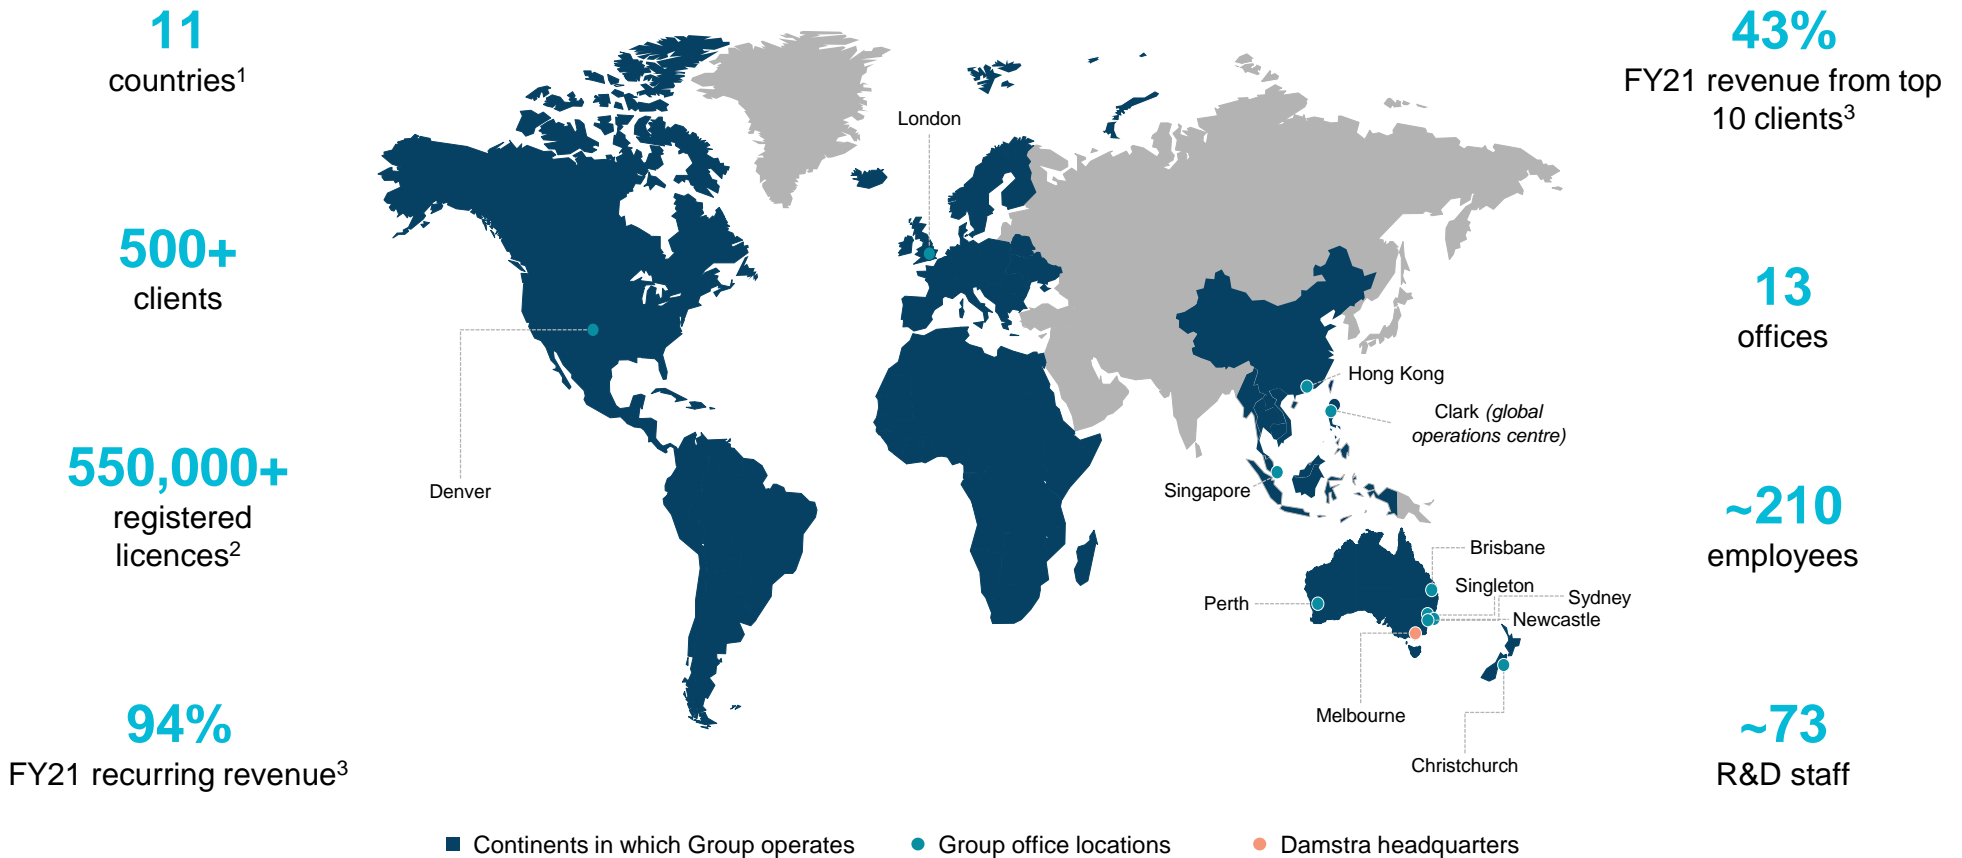 11
countries1
500+
clients
550,000+
registered
licences2
94%
FY21 recurring revenue3
London
Denver
Hong Kong
Clark (global
operations centre)
Singapore
Brisbane
Singleton
Sydney
Perth
Newcastle
Melbourne
Christchurch
43%
FY21 revenue from top
10 clients3
13
offices
~210
employees
~73
R&D staff
Continents in which Group operates
Group office locations
Damstra headquarters